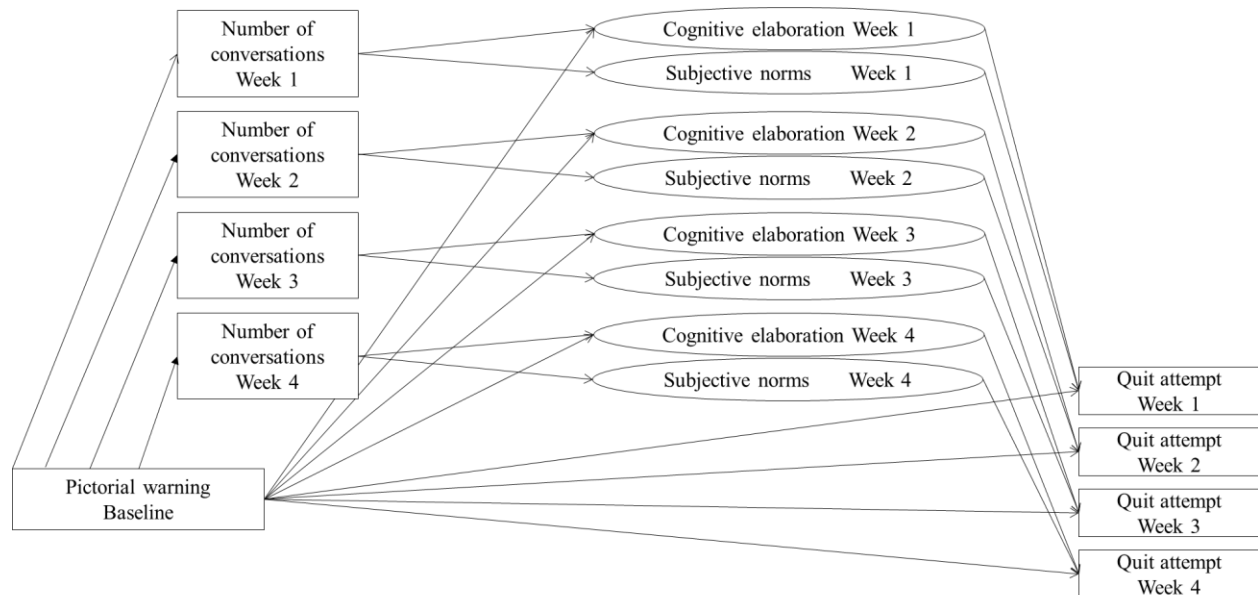 Number of
conversations
Week 1
Cognitive elaboration Week 1
Subjective norms Week 1
Number of
conversations
Week 2
Cognitive elaboration Week 2
Subjective norms Week 2
Number of
conversations
Week 3
Cognitive elaboration Week 3
Subjective norms Week 3
Number of
conversations
Week 4
Cognitive elaboration Week 4
Subjective norms Week 4
Pictorial warning
Baseline
Quit attempt
Week 1
Quit attempt
Week 2
Quit attempt
Week 3
Quit attempt
Week 4